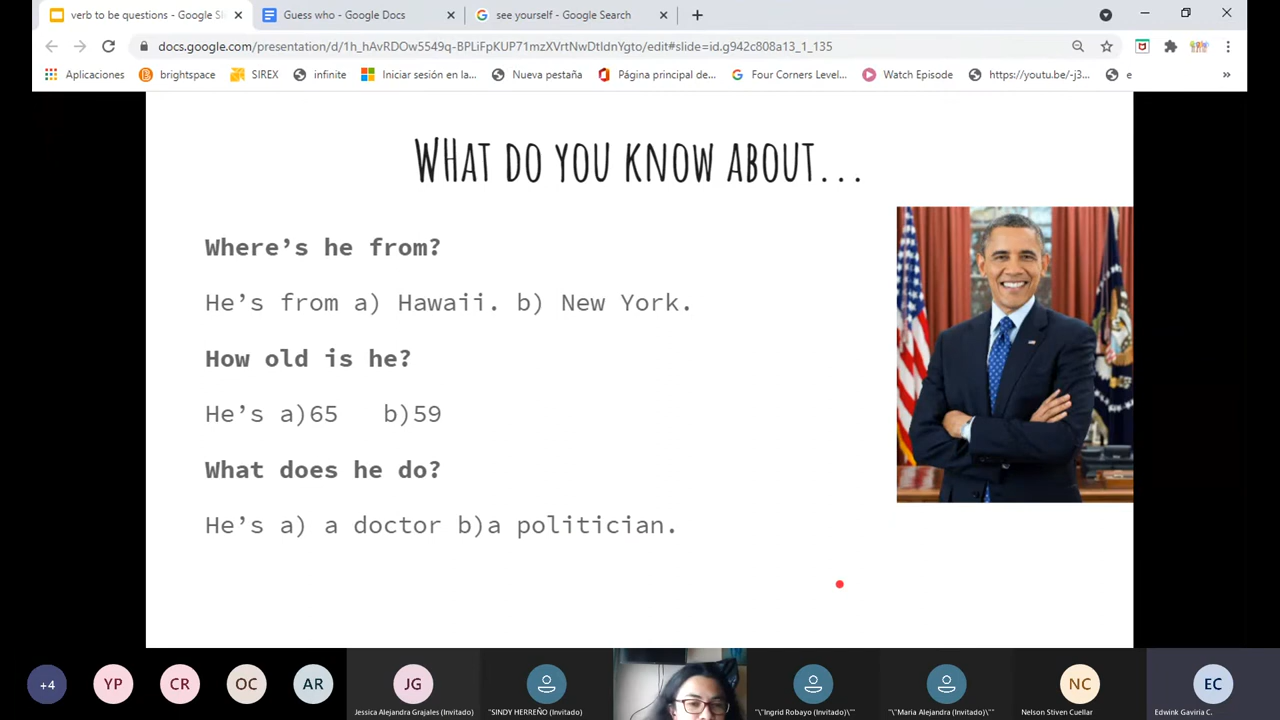 verb to be questions - Google Sl
Guess who - Google Docs
see yourself - Google Search
docs.google.com/presentation/d/1h_hAvRDOw5549q-BPLiFpKUP71mzXVrtNwDtIdnYgto/edit#slide=id.g942c808a13_1_135
Aplicaciones brightspace SIREX infinite Iniciar sesión en la... Nueva pestaña Página principal de... Four Corners Level... Watch Episode https://youtu.be/-j3... e »
WHAT DO YOU KNOW ABOUT...
Where's he from?
He's from a) Hawaii. b) New York.
How old is he?
He's a)65 b)59
What does he do?
He's a) a doctor b)a politician.
+4 YP CR OC AR JG NC EC
Jessica Alejandra Grajales (Invitado) "SINDY HERREÑO (Invitado) "\"Ingrid Robayo (Invitado)\"" "\"Maria Alejandra (Invitado)\"" Nelson Stiven Cuellar Edwink Gaviria C.